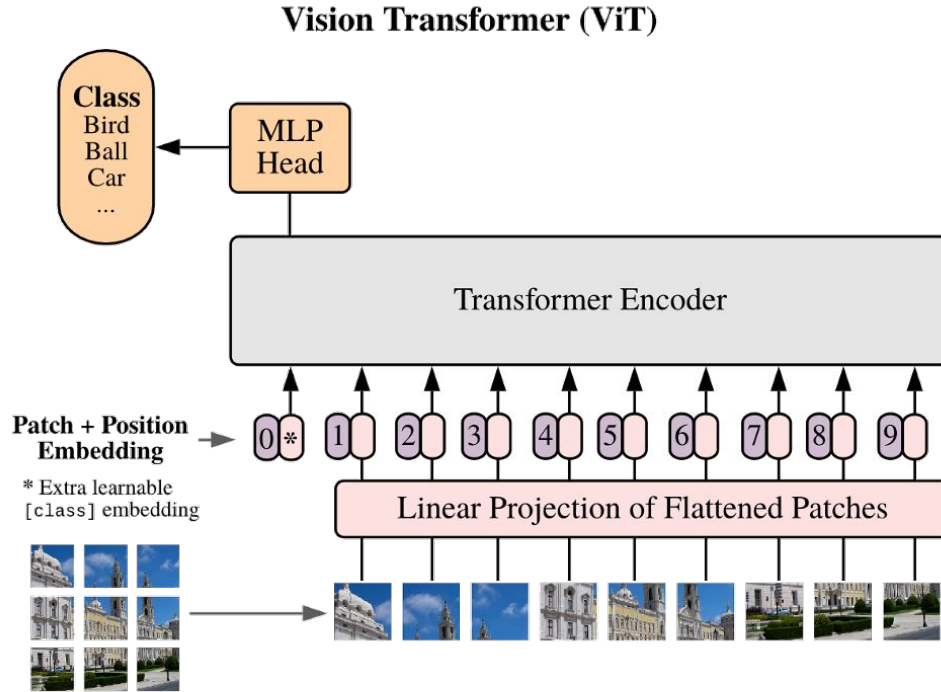 Vision Transformer (ViT)
Class
Bird
Ball
Car
...
MLP
Head
Transformer Encoder
Patch + Position
Embedding
0 * 1 2 3 4 5 6 7 8 9
* Extra learnable
[class] embedding
Linear Projection of Flattened Patches